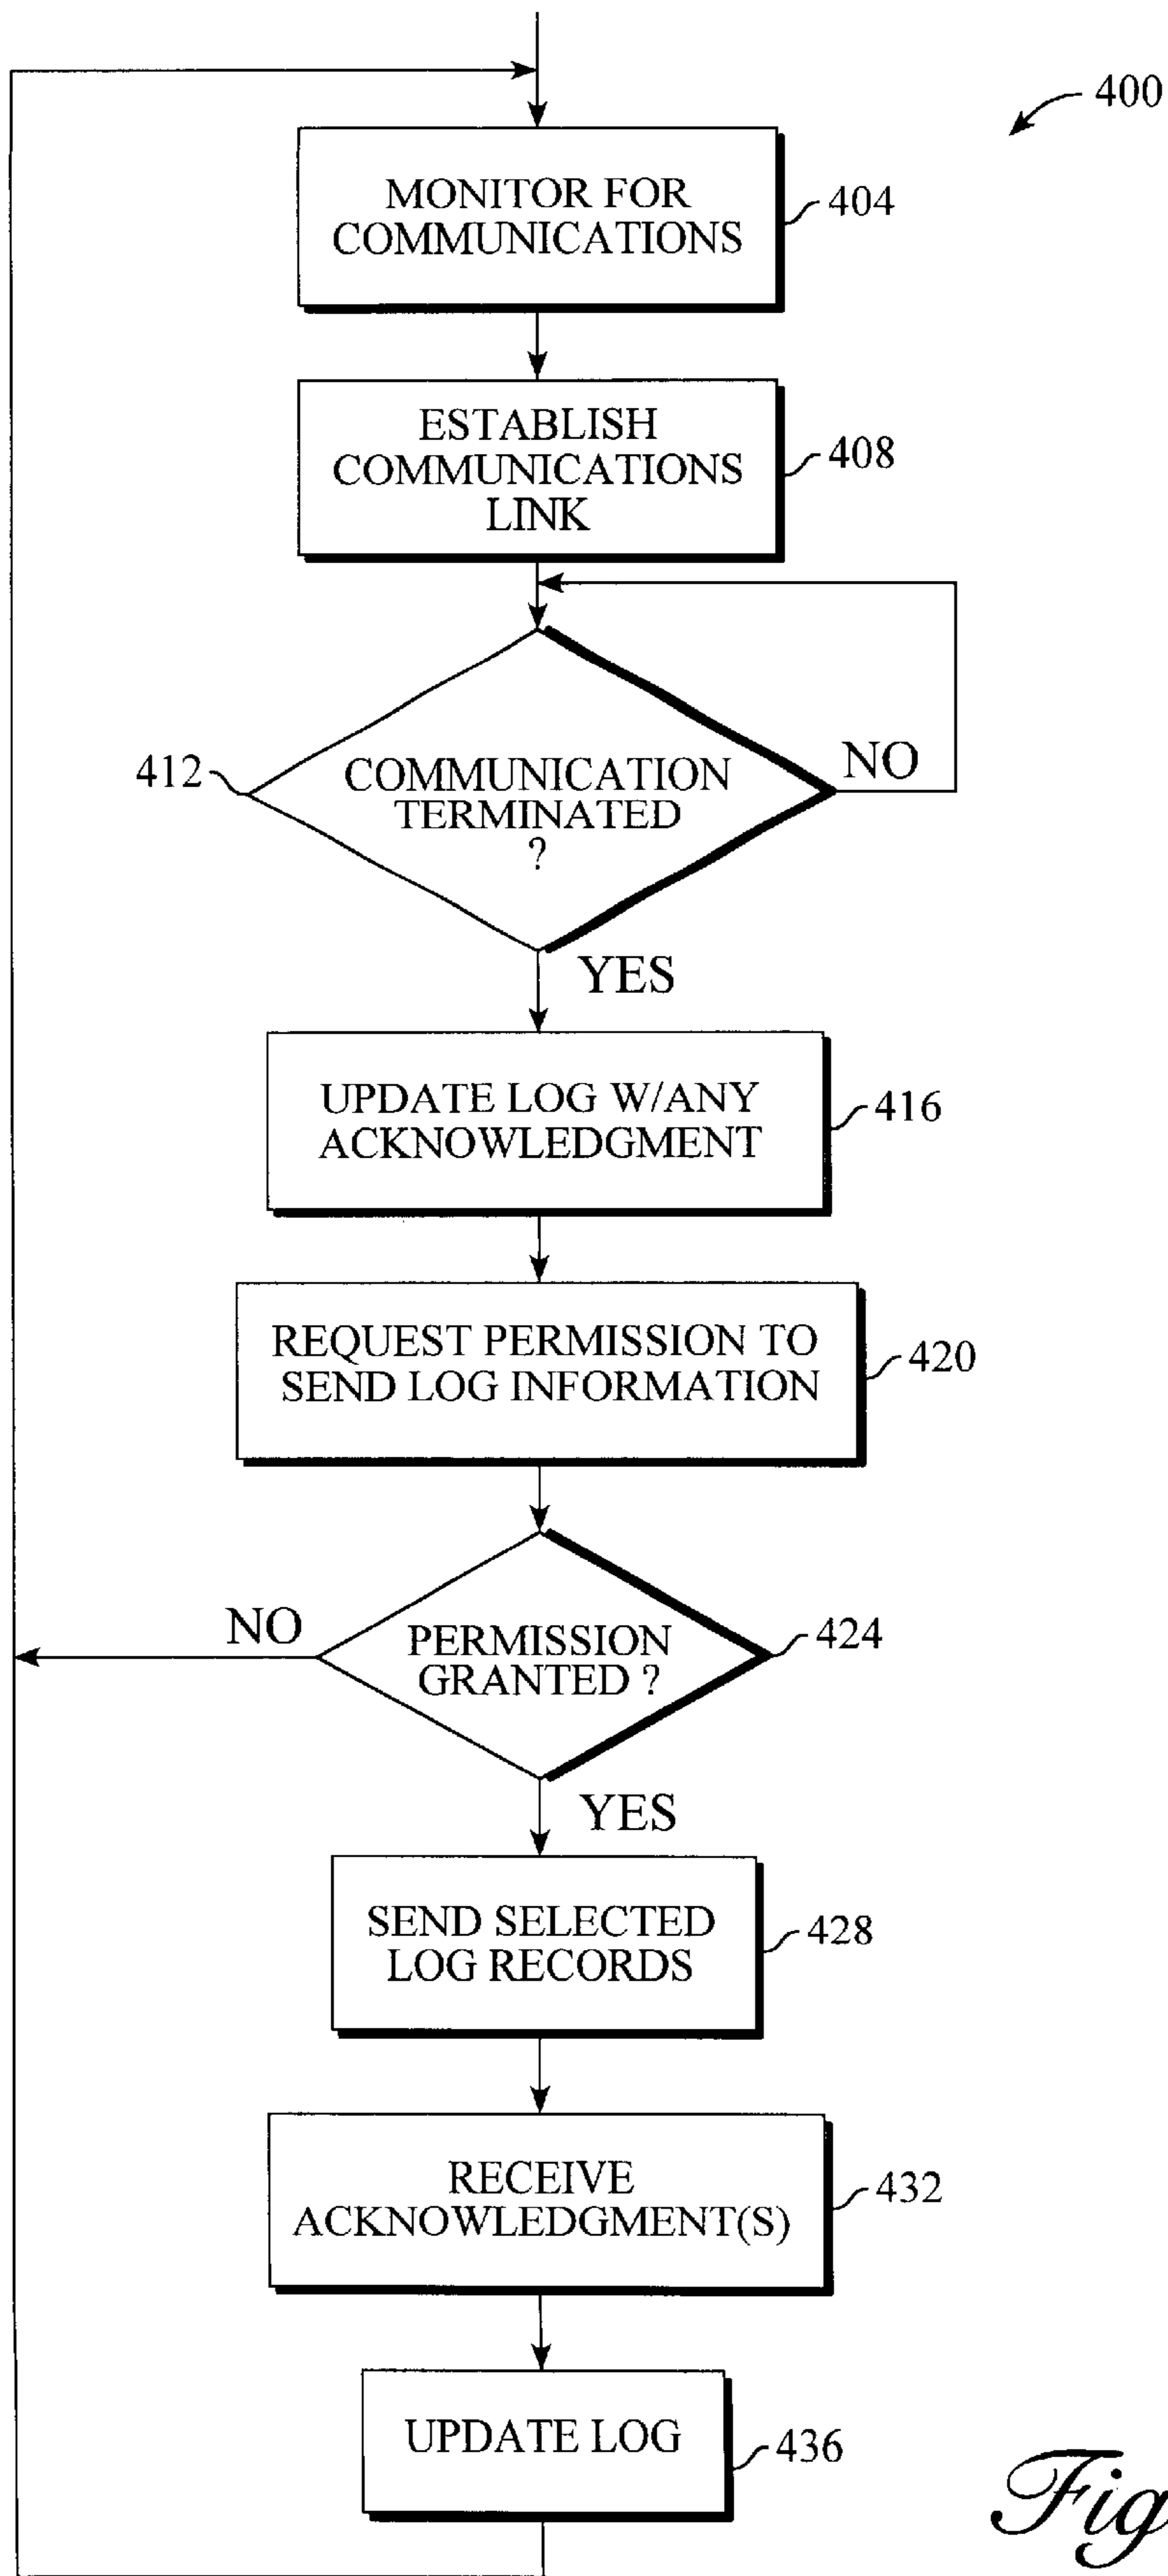 400
MONITOR FOR
COMMUNICATIONS
404
ESTABLISH
COMMUNICATIONS
LINK
408
412
COMMUNICATION
TERMINATED
?
NO
YES
UPDATE LOG W/ANY
ACKNOWLEDGMENT
416
REQUEST PERMISSION TO
SEND LOG INFORMATION
420
NO
PERMISSION
GRANTED ?
424
YES
SEND SELECTED
LOG RECORDS
428
RECEIVE
ACKNOWLEDGMENT(S)
432
UPDATE LOG
436
Fig